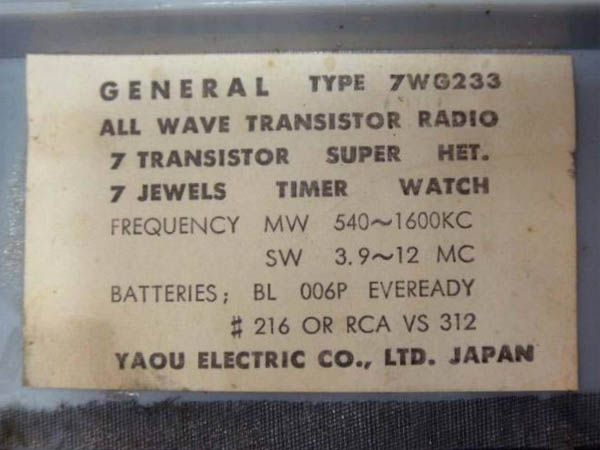 GENERAL TYPE 7WG233
ALL WAVE TRANSISTOR RADIO
7 TRANSISTOR SUPER HET.
7 JEWELS TIMER WATCH
FREQUENCY MW 540~1600KC
SW 3.9~12 MC
BATTERIES; BL 006P EVEREADY
# 216 OR RCA VS 312
YAOU ELECTRIC CO., LTD. JAPAN